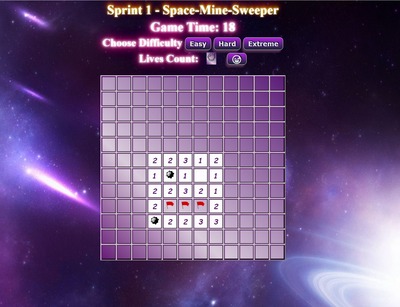 Sprint 1 - Space-Mine-Sweeper
Game Time: 18
Choose Difficulty Easy Hard Extreme
Lives Count:
2 2 3 1 2
1 1 1
2 2 3 2 1
2 2
2 2 3 3